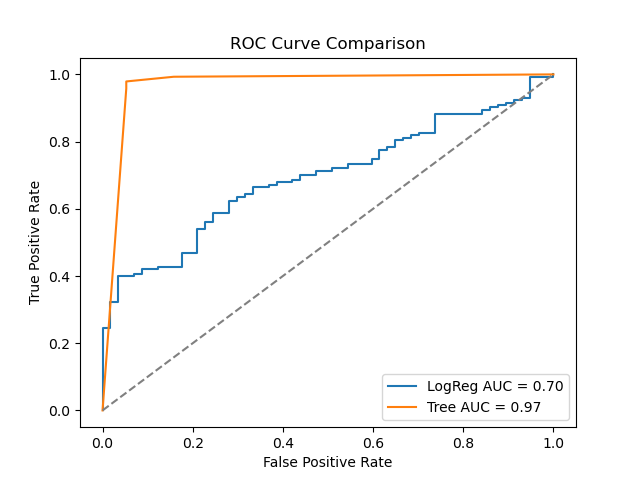 ROC Curve Comparison
True Positive Rate
1.0
0.8
0.6
0.4
0.2
0.0
0.0 0.2 0.4 0.6 0.8 1.0
False Positive Rate
LogReg AUC = 0.70
Tree AUC = 0.97